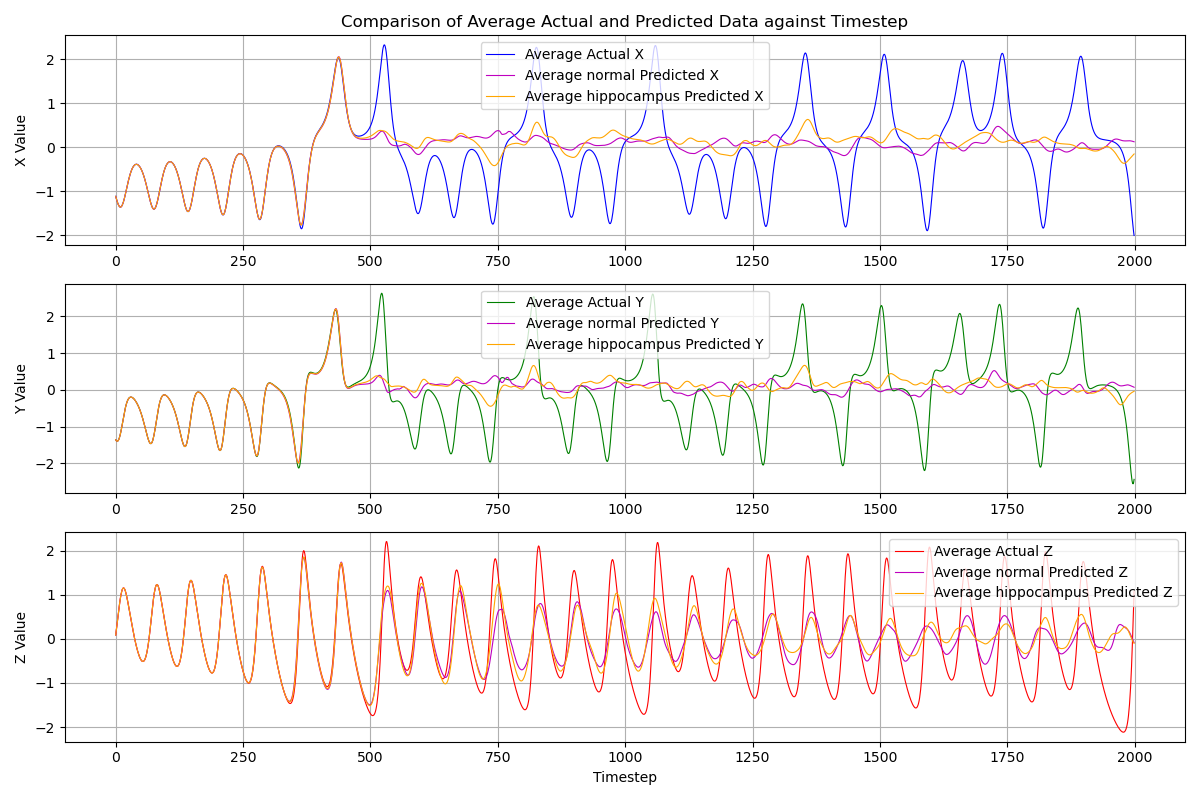 Comparison of Average Actual and Predicted Data against Timestep
X Value
2
1
0
−1
−2
Average Actual X
Average normal Predicted X
Average hippocampus Predicted X
0 250 500 750 1000 1250 1500 1750 2000
Y Value
2
1
0
−1
−2
Average Actual Y
Average normal Predicted Y
Average hippocampus Predicted Y
0 250 500 750 1000 1250 1500 1750 2000
Z Value
2
1
0
−1
−2
Average Actual Z
Average normal Predicted Z
Average hippocampus Predicted Z
0 250 500 750 1000 1250 1500 1750 2000
Timestep